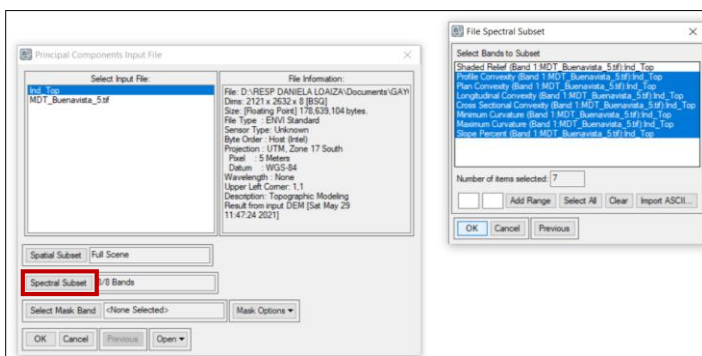 Principal Components Input File
Select Input File:
Ind_Top
MDT_Buenavista_5.tif
File Information:
File: D:\RESP DANIELA LOAIZA\Documents\GAY
Dims: 2121 x 2632 x 8 [BSQ]
Size: [Floating Point] 178,639,104 bytes.
File Type : ENVI Standard
Sensor Type: Unknown
Byte Order : Host (Intel)
Projection : UTM, Zone 17 South
Pixel : 5 Meters
Datum : WGS-84
Wavelength : None
Upper Left Corner: 1,1
Description: Topographic Modeling
Result from input DEM [Sat May 29
11:47:24 2021]
Spatial Subset Full Scene
Spectral Subset /8 Bands
Select Mask Band <None Selected> Mask Options
OK Cancel Previous Open
File Spectral Subset
Select Bands to Subset
Shaded Relief (Band 1:MDT_Buenavista_5.tif):Ind_Top
Profile Convexity (Band 1:MDT_Buenavista_5.tif):Ind_Top
Plan Convexity (Band 1:MDT_Buenavista_5.tif):Ind_Top
Longitudinal Convexity (Band 1:MDT_Buenavista_5.tif):Ind_Top
Cross Sectional Convexity (Band 1:MDT_Buenavista_5.tif):Ind_Top
Minimum Curvature (Band 1:MDT_Buenavista_5.tif):Ind_Top
Maximum Curvature (Band 1:MDT_Buenavista_5.tif):Ind_Top
Slope Percent (Band 1:MDT_Buenavista_5.tif):Ind_Top
Number of items selected: 7
Add Range Select All Clear Import ASCII...
OK Cancel Previous